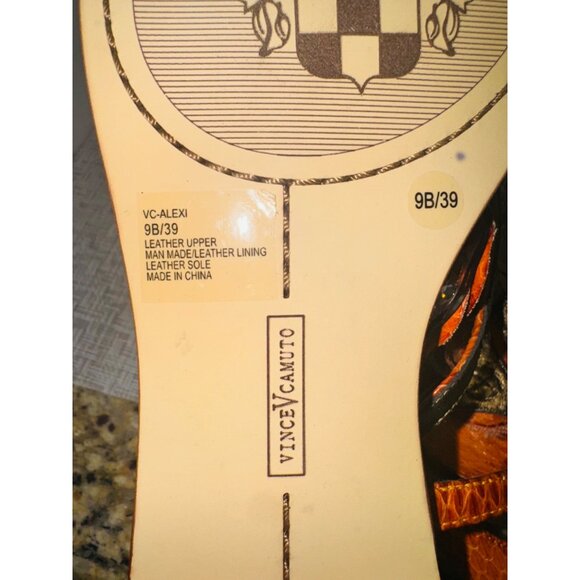 VC-ALEXI
9B/39
LEATHER UPPER
MAN MADE/LEATHER LINING
LEATHER SOLE
MADE IN CHINA
9B/39
VINCE V CAMUTO